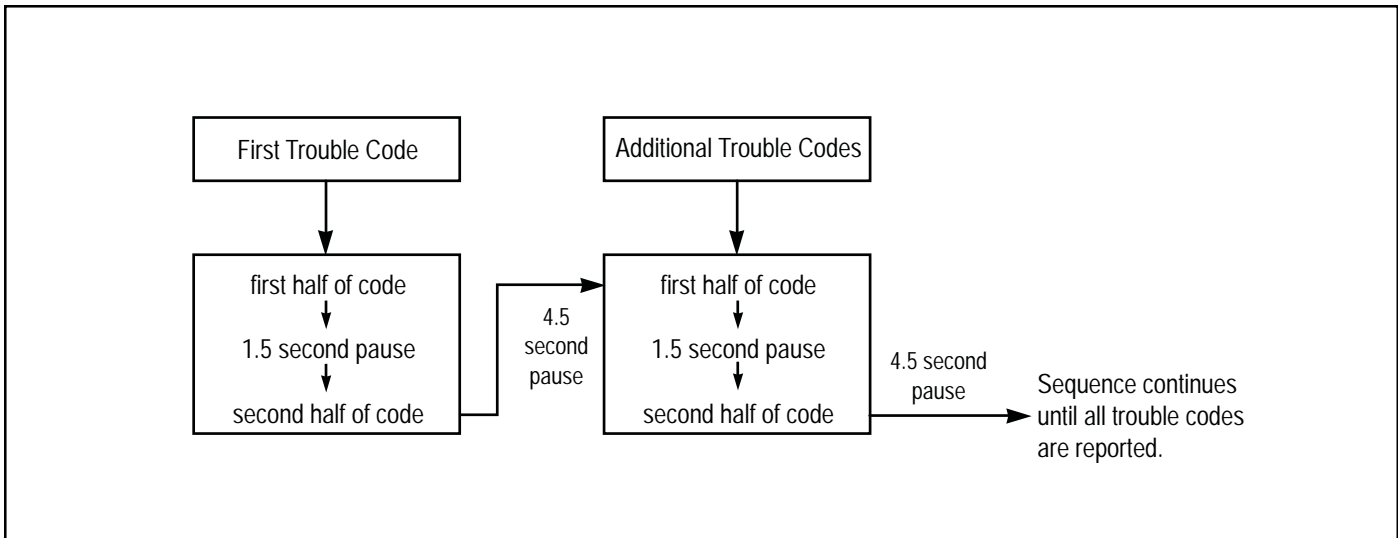 First Trouble Code
first half of code
1.5 second pause
second half of code
4.5
second
pause
Additional Trouble Codes
first half of code
1.5 second pause
second half of code
4.5 second
pause
Sequence continues
until all trouble codes
are reported.